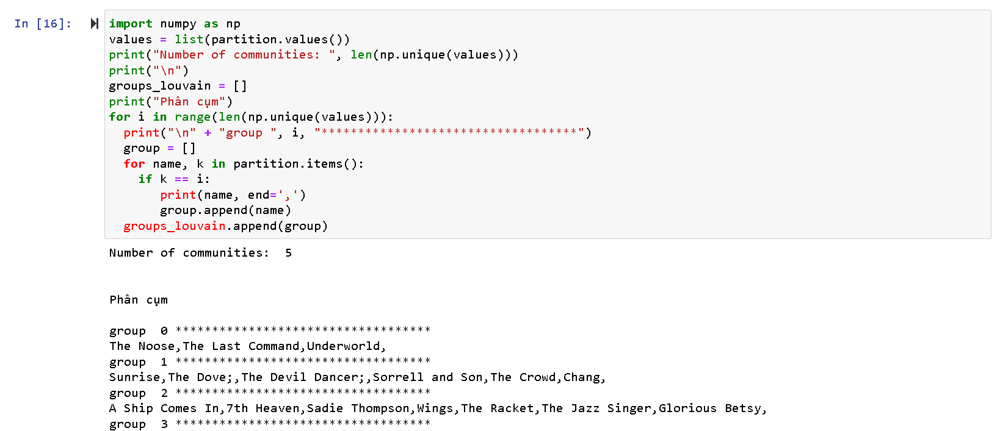 In [16]:
import numpy as np
values = list(partition.values())
print("Number of communities: ", len(np.unique(values)))
print("\n")
groups_louvain = []
print("Phân cụm")
for i in range(len(np.unique(values))):
  print("\n" + "group ", i, "***********************************")
  group = []
  for name, k in partition.items():
    if k == i:
       print(name, end=',')
       group.append(name)
  groups_louvain.append(group)
Number of communities:  5
Phân cụm
group  0 ***********************************
The Noose,The Last Command,Underworld,
group  1 ***********************************
Sunrise,The Dove;,The Devil Dancer;,Sorrell and Son,The Crowd,Chang,
group  2 ***********************************
A Ship Comes In,7th Heaven,Sadie Thompson,Wings,The Racket,The Jazz Singer,Glorious Betsy,
group  3 ***********************************